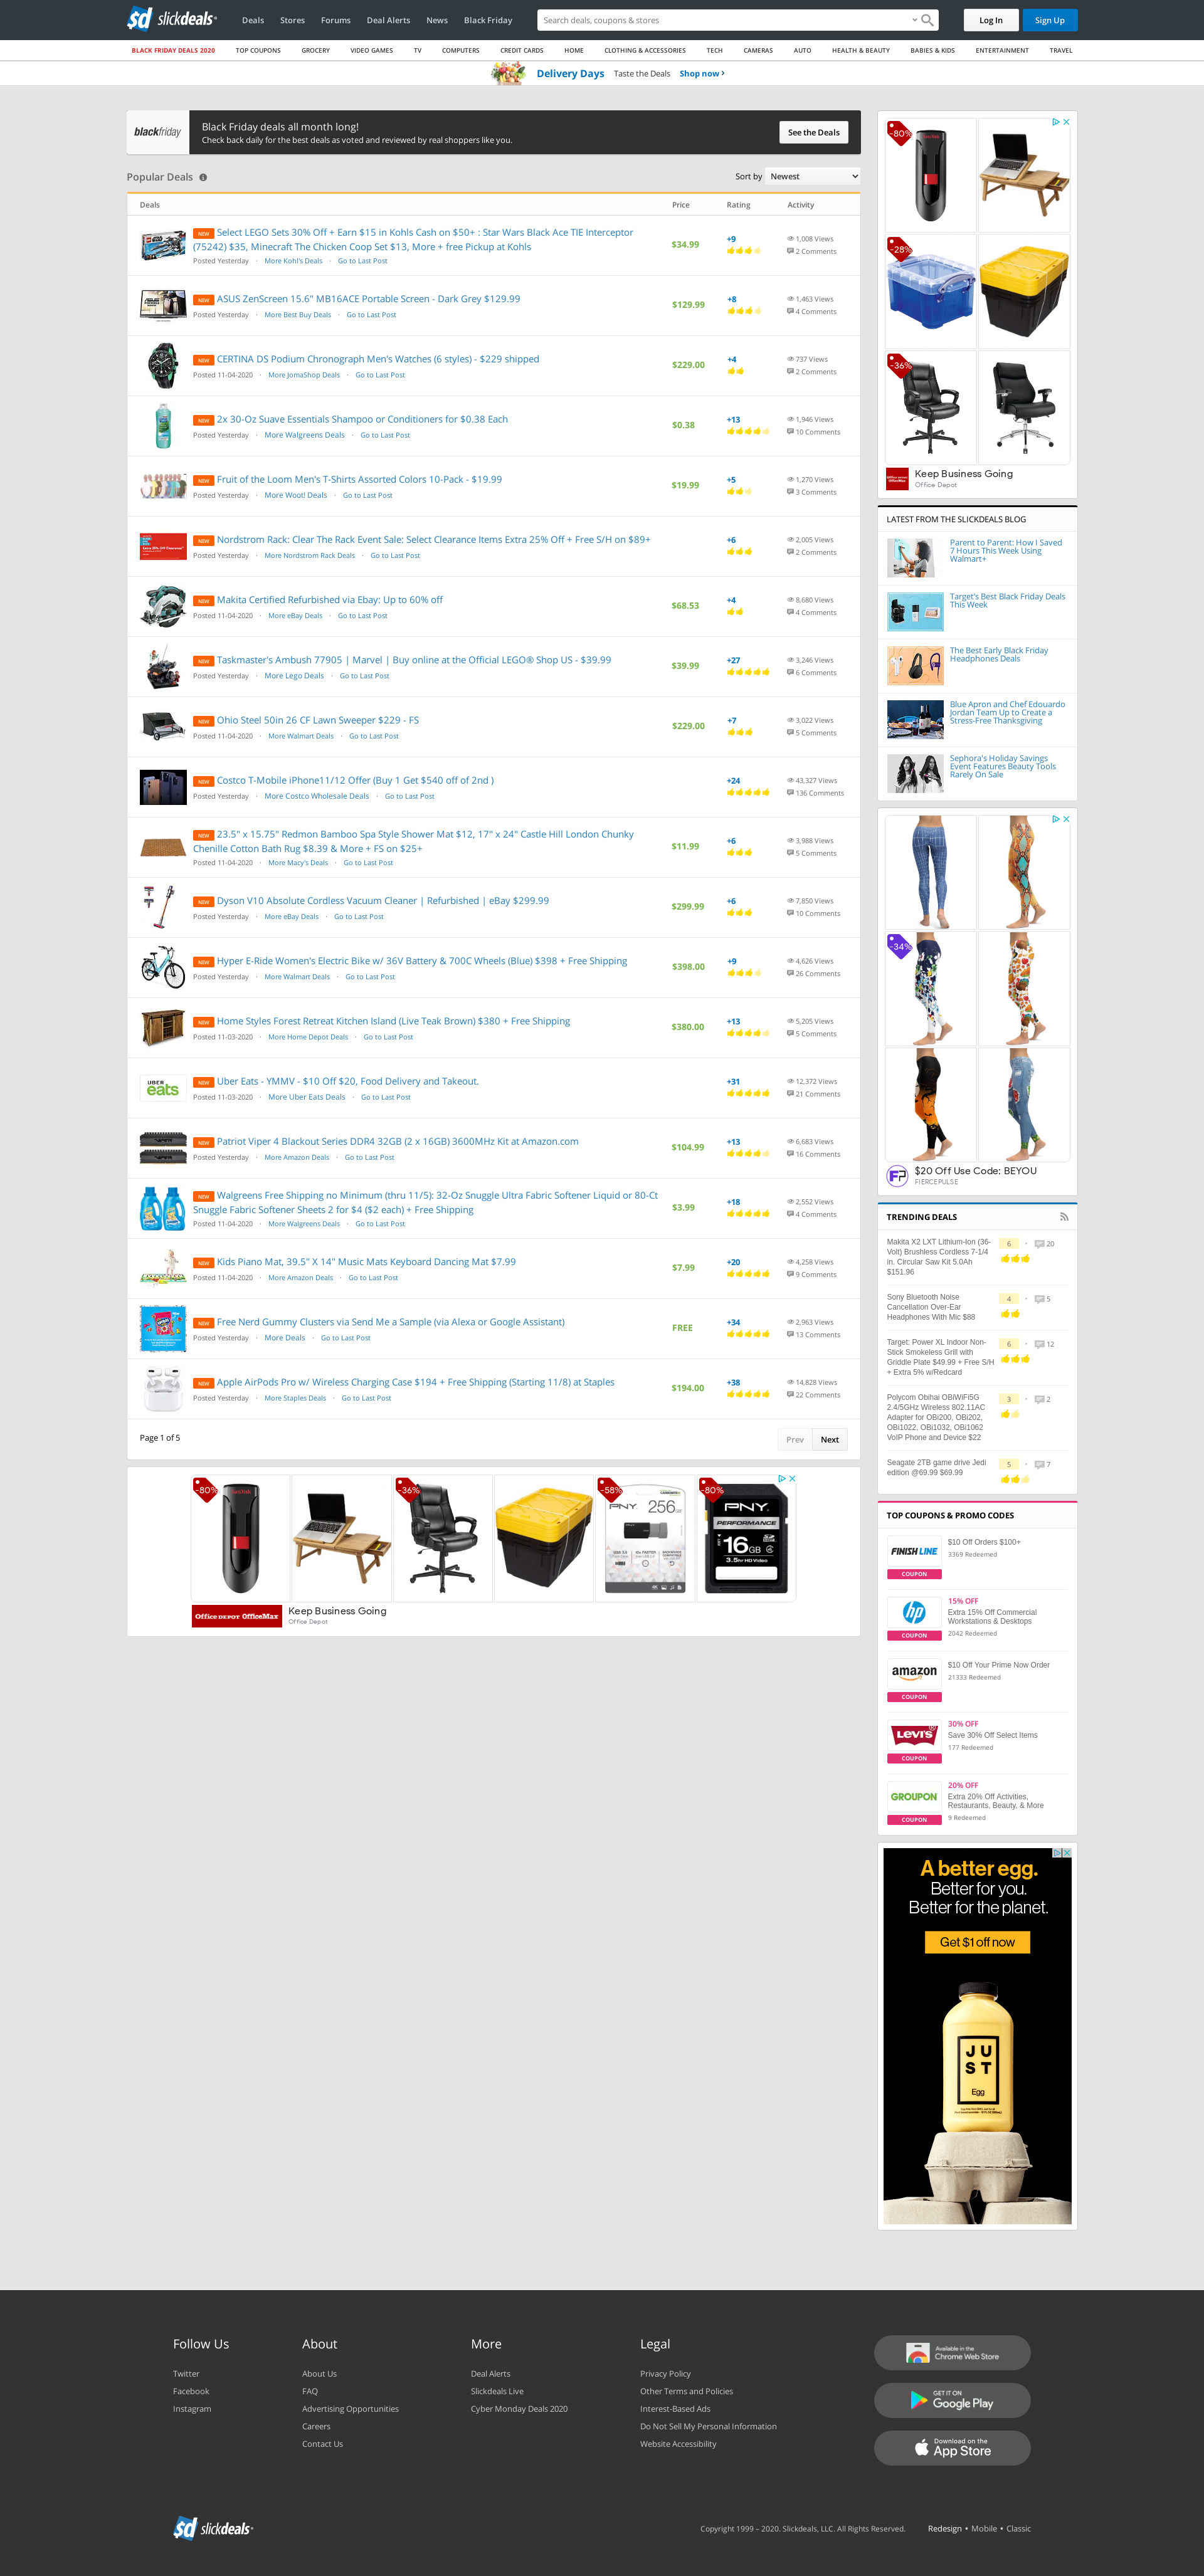 slickdeals
Deals
Stores
Forums
Deal Alerts
News
Black Friday
Search deals, coupons & stores
Log In
Sign Up
BLACK FRIDAY DEALS 2020
TOP COUPONS
GROCERY
VIDEO GAMES
TV
COMPUTERS
CREDIT CARDS
HOME
CLOTHING & ACCESSORIES
TECH
CAMERAS
AUTO
HEALTH & BEAUTY
BABIES & KIDS
ENTERTAINMENT
TRAVEL
Delivery Days Taste the Deals Shop now
blackfriday
Black Friday deals all month long!
Check back daily for the best deals as voted and reviewed by real shoppers like you.
See the Deals
Popular Deals
Sort by Newest
Deals Price Rating Activity
NEW Select LEGO Sets 30% Off + Earn $15 in Kohls Cash on $50+ : Star Wars Black Ace TIE Interceptor
(75242) $35, Minecraft The Chicken Coop Set $13, More + free Pickup at Kohls
Posted Yesterday · More Kohl's Deals · Go to Last Post
$34.99
+9
1,008 Views
2 Comments
NEW ASUS ZenScreen 15.6" MB16ACE Portable Screen - Dark Grey $129.99
Posted Yesterday · More Best Buy Deals · Go to Last Post
$129.99
+8
1,463 Views
4 Comments
NEW CERTINA DS Podium Chronograph Men's Watches (6 styles) - $229 shipped
Posted 11-04-2020 · More JomaShop Deals · Go to Last Post
$229.00
+4
737 Views
2 Comments
NEW 2x 30-Oz Suave Essentials Shampoo or Conditioners for $0.38 Each
Posted Yesterday · More Walgreens Deals · Go to Last Post
$0.38
+13
1,946 Views
10 Comments
NEW Fruit of the Loom Men's T-Shirts Assorted Colors 10-Pack - $19.99
Posted Yesterday · More Woot! Deals · Go to Last Post
$19.99
+5
1,270 Views
3 Comments
NEW Nordstrom Rack: Clear The Rack Event Sale: Select Clearance Items Extra 25% Off + Free S/H on $89+
Posted Yesterday · More Nordstrom Rack Deals · Go to Last Post
+6
2,005 Views
2 Comments
NEW Makita Certified Refurbished via Ebay: Up to 60% off
Posted 11-04-2020 · More eBay Deals · Go to Last Post
$68.53
+4
8,680 Views
4 Comments
NEW Taskmaster's Ambush 77905 | Marvel | Buy online at the Official LEGO® Shop US - $39.99
Posted Yesterday · More Lego Deals · Go to Last Post
$39.99
+27
3,246 Views
6 Comments
NEW Ohio Steel 50in 26 CF Lawn Sweeper $229 - FS
Posted 11-04-2020 · More Walmart Deals · Go to Last Post
$229.00
+7
3,022 Views
5 Comments
NEW Costco T-Mobile iPhone11/12 Offer (Buy 1 Get $540 off of 2nd )
Posted Yesterday · More Costco Wholesale Deals · Go to Last Post
+24
43,327 Views
136 Comments
NEW 23.5" x 15.75" Redmon Bamboo Spa Style Shower Mat $12, 17" x 24" Castle Hill London Chunky
Chenille Cotton Bath Rug $8.39 & More + FS on $25+
Posted 11-04-2020 · More Macy's Deals · Go to Last Post
$11.99
+6
3,988 Views
5 Comments
NEW Dyson V10 Absolute Cordless Vacuum Cleaner | Refurbished | eBay $299.99
Posted Yesterday · More eBay Deals · Go to Last Post
$299.99
+6
7,850 Views
10 Comments
NEW Hyper E-Ride Women's Electric Bike w/ 36V Battery & 700C Wheels (Blue) $398 + Free Shipping
Posted Yesterday · More Walmart Deals · Go to Last Post
$398.00
+9
4,626 Views
26 Comments
NEW Home Styles Forest Retreat Kitchen Island (Live Teak Brown) $380 + Free Shipping
Posted 11-03-2020 · More Home Depot Deals · Go to Last Post
$380.00
+13
5,205 Views
5 Comments
UBER
eats
NEW Uber Eats - YMMV - $10 Off $20, Food Delivery and Takeout.
Posted 11-03-2020 · More Uber Eats Deals · Go to Last Post
+31
12,372 Views
21 Comments
NEW Patriot Viper 4 Blackout Series DDR4 32GB (2 x 16GB) 3600MHz Kit at Amazon.com
Posted Yesterday · More Amazon Deals · Go to Last Post
$104.99
+13
6,683 Views
16 Comments
NEW Walgreens Free Shipping no Minimum (thru 11/5): 32-Oz Snuggle Ultra Fabric Softener Liquid or 80-Ct
Snuggle Fabric Softener Sheets 2 for $4 ($2 each) + Free Shipping
Posted 11-04-2020 · More Walgreens Deals · Go to Last Post
$3.99
+18
2,552 Views
4 Comments
NEW Kids Piano Mat, 39.5" X 14" Music Mats Keyboard Dancing Mat $7.99
Posted 11-04-2020 · More Amazon Deals · Go to Last Post
$7.99
+20
4,258 Views
9 Comments
NEW Free Nerd Gummy Clusters via Send Me a Sample (via Alexa or Google Assistant)
Posted Yesterday · More Deals · Go to Last Post
FREE
+34
2,963 Views
13 Comments
NEW Apple AirPods Pro w/ Wireless Charging Case $194 + Free Shipping (Starting 11/8) at Staples
Posted Yesterday · More Staples Deals · Go to Last Post
$194.00
+38
14,828 Views
22 Comments
Page 1 of 5
Prev
Next
-80%
-36%
-58%
-80%
PNY
256GB
PNY
PERFORMANCE
16GB
3.5hr HD Video
Office DEPOT OfficeMax
Keep Business Going
Office Depot
-80%
-28%
-36%
Keep Business Going
Office Depot
LATEST FROM THE SLICKDEALS BLOG
Parent to Parent: How I Saved
7 Hours This Week Using
Walmart+
Target's Best Black Friday Deals
This Week
The Best Early Black Friday
Headphones Deals
Blue Apron and Chef Edouardo
Jordan Team Up to Create a
Stress-Free Thanksgiving
Sephora's Holiday Savings
Event Features Beauty Tools
Rarely On Sale
-34%
FP
$20 Off Use Code: BEYOU
FIERCEPULSE
TRENDING DEALS
Makita X2 LXT Lithium-Ion (36-
Volt) Brushless Cordless 7-1/4
in. Circular Saw Kit 5.0Ah
$151.96
6 · 20
Sony Bluetooth Noise
Cancellation Over-Ear
Headphones With Mic $88
4 · 5
Target: Power XL Indoor Non-
Stick Smokeless Grill with
Griddle Plate $49.99 + Free S/H
+ Extra 5% w/Redcard
6 · 12
Polycom Obihai OBiWiFi5G
2.4/5GHz Wireless 802.11AC
Adapter for OBi200, OBi202,
OBi1022, OBi1032, OBi1062
VoIP Phone and Device $22
3 · 2
Seagate 2TB game drive Jedi
edition @69.99 $69.99
5 · 7
TOP COUPONS & PROMO CODES
FINISH LINE
COUPON
$10 Off Orders $100+
3369 Redeemed
hp
COUPON
15% OFF
Extra 15% Off Commercial
Workstations & Desktops
2042 Redeemed
amazon
COUPON
$10 Off Your Prime Now Order
21333 Redeemed
LEVI'S
COUPON
30% OFF
Save 30% Off Select Items
177 Redeemed
GROUPON
COUPON
20% OFF
Extra 20% Off Activities,
Restaurants, Beauty, & More
9 Redeemed
A better egg.
Better for you.
Better for the planet.
Get $1 off now
JUST
Egg
Follow Us
Twitter
Facebook
Instagram
About
About Us
FAQ
Advertising Opportunities
Careers
Contact Us
More
Deal Alerts
Slickdeals Live
Cyber Monday Deals 2020
Legal
Privacy Policy
Other Terms and Policies
Interest-Based Ads
Do Not Sell My Personal Information
Website Accessibility
Available in the
Chrome Web Store
GET IT ON
Google Play
Download on the
App Store
slickdeals
Copyright 1999 – 2020. Slickdeals, LLC. All Rights Reserved.
Redesign • Mobile • Classic